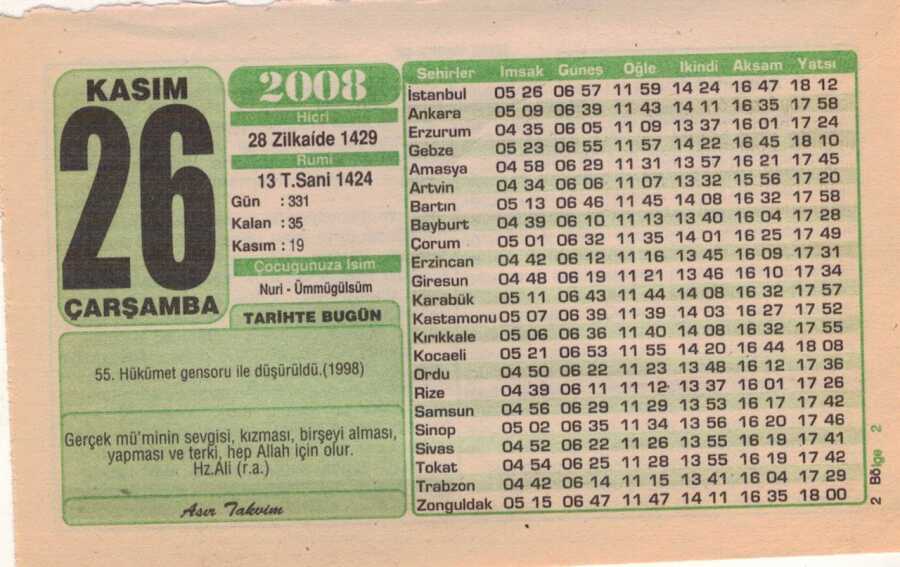 KASIM
26
ÇARŞAMBA
2008
Hicri
28 Zilkaíde 1429
Rumi
13 T.Sani 1424
Gün : 331
Kalan : 35
Kasım : 19
Çocugunuza Isim
Nuri - Ümmügülsüm
TARİHTE BUGÜN
55. Hükümet gensoru ile düşürüldü.(1998)
Gerçek mü'minin sevgisi, kızması, birşeyi alması,
yapması ve terki, hep Allah için olur.
Hz.Ali (r.a.)
Asır Takvim
Sehirler Imsak Gunes Oğle Ikindi Aksam Yatsı
İstanbul 05 26 06 57 11 59 14 24 16 47 18 12
Ankara 05 09 06 39 11 43 14 11 16 35 17 58
Erzurum 04 35 06 05 11 09 13 37 16 01 17 24
Gebze 05 23 06 55 11 57 14 22 16 45 18 10
Amasya 04 58 06 29 11 31 13 57 16 21 17 45
Artvin 04 34 06 06 11 07 13 32 15 56 17 20
Bartın 05 13 06 46 11 45 14 08 16 32 17 58
Bayburt 04 39 06 10 11 13 13 40 16 04 17 28
Çorum 05 01 06 32 11 35 14 01 16 25 17 49
Erzincan 04 42 06 12 11 16 13 45 16 09 17 31
Giresun 04 48 06 19 11 21 13 46 16 10 17 34
Karabük 05 11 06 43 11 44 14 08 16 32 17 57
Kastamonu 05 07 06 39 11 39 14 03 16 27 17 52
Kırıkkale 05 06 06 36 11 40 14 08 16 32 17 55
Kocaeli 05 21 06 53 11 55 14 20 16 44 18 08
Ordu 04 50 06 22 11 23 13 48 16 12 17 36
Rize 04 39 06 11 11 12 13 37 16 01 17 26
Samsun 04 56 06 29 11 29 13 53 16 17 17 42
Sinop 05 02 06 35 11 34 13 56 16 20 17 46
Sivas 04 52 06 22 11 26 13 55 16 19 17 41
Tokat 04 54 06 25 11 28 13 55 16 19 17 42
Trabzon 04 42 06 14 11 15 13 41 16 04 17 29
Zonguldak 05 15 06 47 11 47 14 11 16 35 18 00
2 Bölge 2